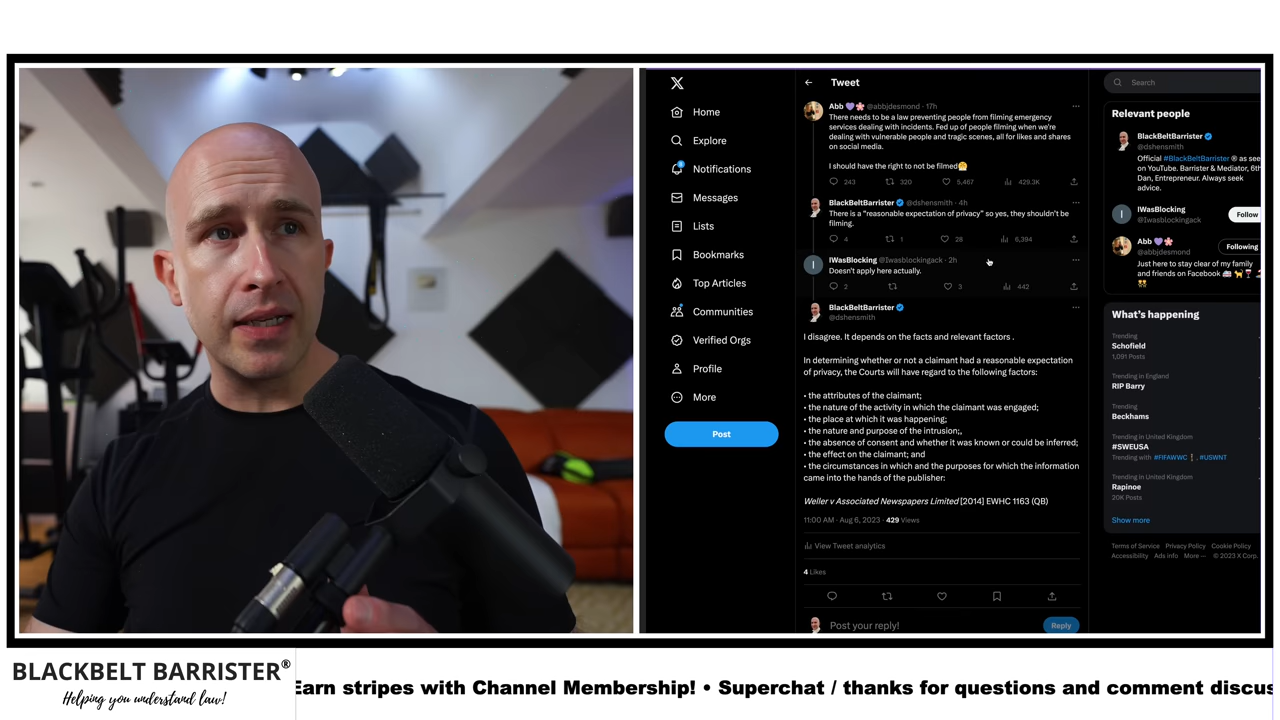 X
Home
Explore
Notifications
Messages
Lists
Bookmarks
Top Articles
Communities
Verified Orgs
Profile
More
Post
Tweet
Abb 💜🌸 @abbjdesmond · 17h
There needs to be a law preventing people from filming emergency
services dealing with incidents. Fed up of people filming when we're
dealing with vulnerable people and tragic scenes, all for likes and shares
on social media.
I should have the right to not be filmed😤
243 320 5,467 429.3K
BlackBeltBarrister @dshensmith · 4h
There is a "reasonable expectation of privacy" so yes, they shouldn't be
filming.
4 1 28 6,394
I
IWasBlocking @Iwasblockingack · 2h
Doesn't apply here actually.
2 3 442
BlackBeltBarrister
@dshensmith
I disagree. It depends on the facts and relevant factors .
In determining whether or not a claimant had a reasonable expectation
of privacy, the Courts will have regard to the following factors:
• the attributes of the claimant;
• the nature of the activity in which the claimant was engaged;
• the place at which it was happening;
• the nature and purpose of the intrusion;,
• the absence of consent and whether it was known or could be inferred;
• the effect on the claimant; and
• the circumstances in which and the purposes for which the information
came into the hands of the publisher:
Weller v Associated Newspapers Limited [2014] EWHC 1163 (QB)
11:00 AM · Aug 6, 2023 · 429 Views
View Tweet analytics
4 Likes
Post your reply!
Reply
Search
Relevant people
BlackBeltBarrister
@dshensmith
Official #BlackBeltBarrister ® as see
on YouTube. Barrister & Mediator, 6th
Dan, Entrepreneur. Always seek
advice.
I
IWasBlocking
@Iwasblockingack
Follow
Abb 💜🌸
@abbjdesmond
Following
Just here to stay clear of my family
and friends on Facebook
What's happening
Trending
Schofield
1,091 Posts
Trending in England
RIP Barry
Trending
Beckhams
Trending in United Kingdom
#SWEUSA
Trending with #FIFAWWC, #USWNT
Trending in United Kingdom
Rapinoe
20K Posts
Show more
Terms of Service Privacy Policy Cookie Policy
Accessibility Ads info More ··· © 2023 X Corp.
BLACKBELT BARRISTER®
Helping you understand law!
Earn stripes with Channel Membership! • Superchat / thanks for questions and comment discus